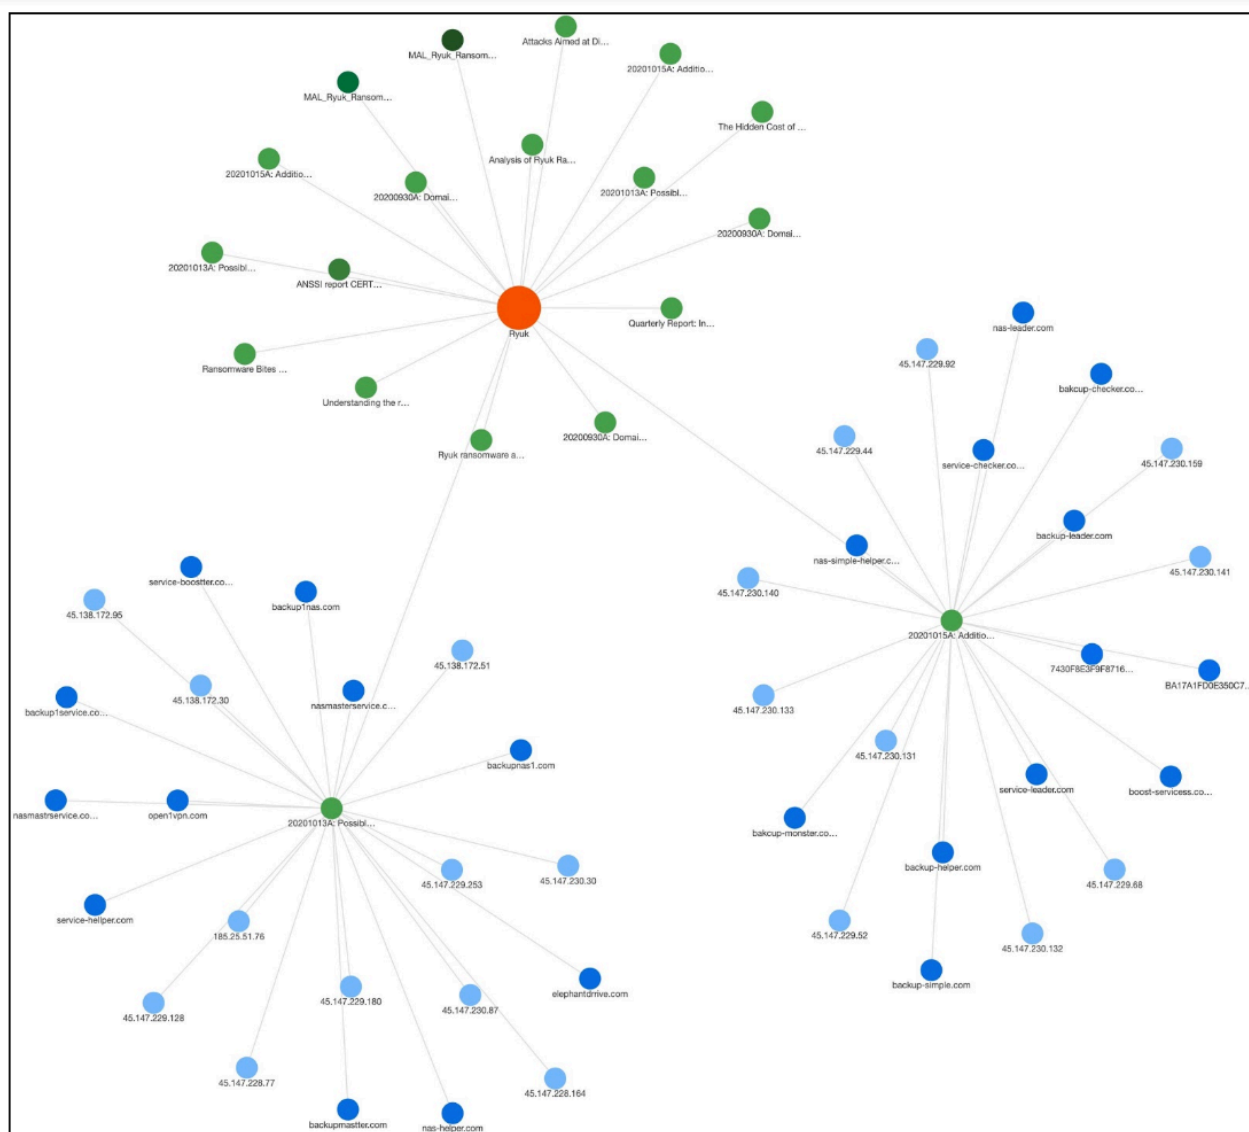 Attacks Aimed at Di...
MAL_Ryuk_Ransom...
20201015A: Additio...
MAL_Ryuk_Ransom...
The Hidden Cost of ...
Analysis of Ryuk Ra...
20201015A: Additio...
20201013A: Possibl...
20200930A: Domai...
20200930A: Domai...
20201013A: Possibl...
ANSSI report CERT...
Quarterly Report: In...
Ryuk
nas-leader.com
45.147.229.92
Ransomware Bites ...
bakcup-checker.co...
Understanding the r...
20200930A: Domai...
45.147.229.44
Ryuk ransomware a...
service-checker.co...
45.147.230.159
backup-leader.com
nas-simple-helper.c...
45.147.230.141
service-boostter.co...
45.147.230.140
backup1nas.com
45.138.172.95
20201015A: Additio...
45.138.172.51
7430F8E3F9F8716...
BA17A1FD0E350C7...
45.138.172.30
nasmasterservice.c...
backup1service.co...
45.147.230.133
45.147.230.131
backupnas1.com
service-leader.com
boost-servicess.co...
nasmastrservice.co...
open1vpn.com
20201013A: Possibl...
bakcup-monster.co...
backup-helper.com
45.147.229.253
45.147.230.30
45.147.229.68
service-hellper.com
185.25.51.76
45.147.229.52
45.147.230.132
backup-simple.com
elephantdrrive.com
45.147.229.180
45.147.230.87
45.147.229.128
45.147.228.77
45.147.228.164
backupmastter.com
nas-helper.com